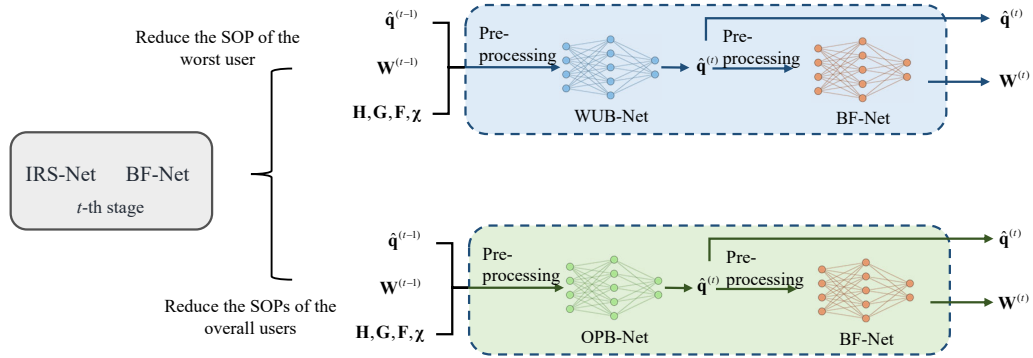 IRS-Net BF-Net
t-th stage
Reduce the SOP of the
worst user
q̂⁽ᵗ⁻¹⁾
W⁽ᵗ⁻¹⁾
H, G, F, χ
Pre-
processing
WUB-Net
q̂⁽ᵗ⁾
Pre-
processing
BF-Net
q̂⁽ᵗ⁾
W⁽ᵗ⁾
Reduce the SOPs of the
overall users
q̂⁽ᵗ⁻¹⁾
W⁽ᵗ⁻¹⁾
H, G, F, χ
Pre-
processing
OPB-Net
q̂⁽ᵗ⁾
Pre-
processing
BF-Net
q̂⁽ᵗ⁾
W⁽ᵗ⁾